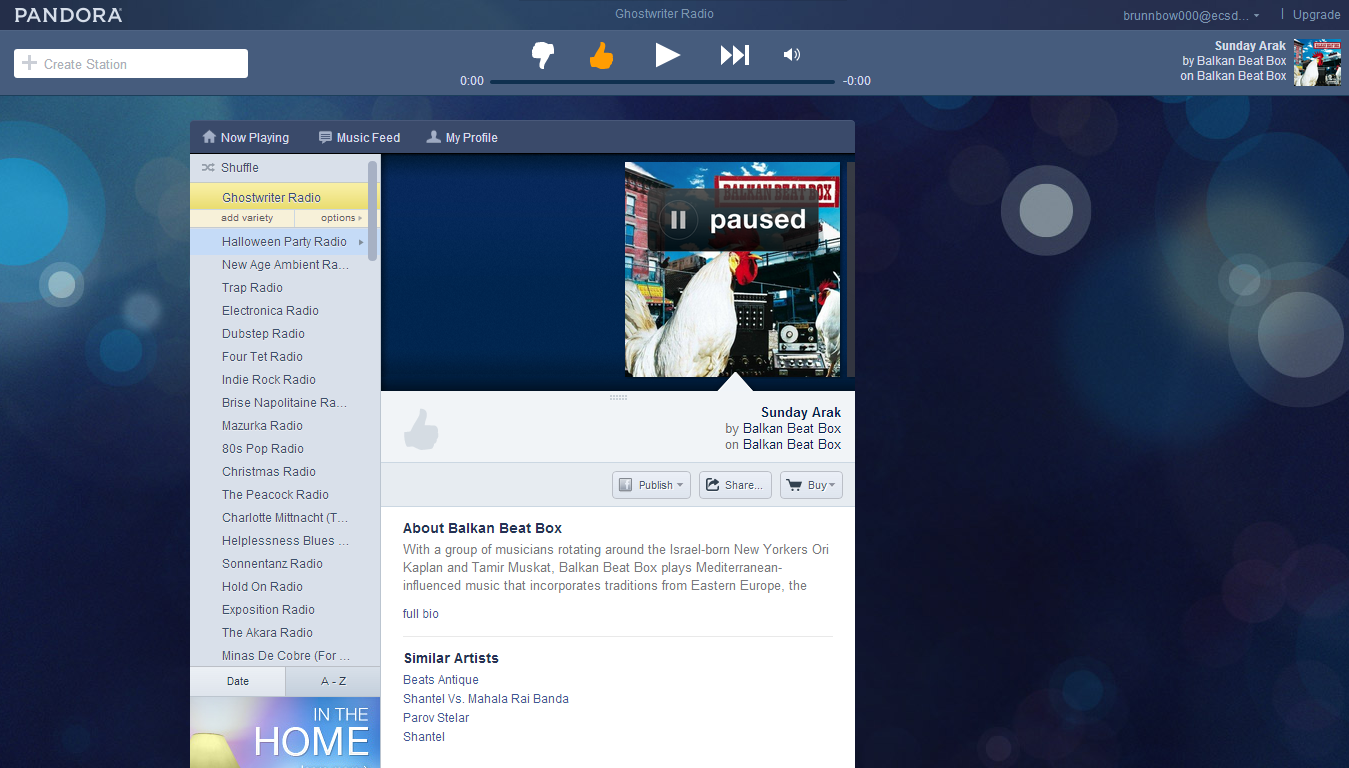 PANDORA
Ghostwriter Radio
brunnbow000@ecsd...
Upgrade
Create Station
0:00
-0:00
Sunday Arak
by Balkan Beat Box
on Balkan Beat Box
Now Playing
Music Feed
My Profile
Shuffle
Ghostwriter Radio
add variety
options
Halloween Party Radio
New Age Ambient Ra...
Trap Radio
Electronica Radio
Dubstep Radio
Four Tet Radio
Indie Rock Radio
Brise Napolitaine Ra...
Mazurka Radio
80s Pop Radio
Christmas Radio
The Peacock Radio
Charlotte Mittnacht (T...
Helplessness Blues ...
Sonnentanz Radio
Hold On Radio
Exposition Radio
The Akara Radio
Minas De Cobre (For ...
Date
A - Z
IN THE
HOME
BALKAN BEAT BOX
paused
Sunday Arak
by Balkan Beat Box
on Balkan Beat Box
Publish
Share...
Buy
About Balkan Beat Box
With a group of musicians rotating around the Israel-born New Yorkers Ori
Kaplan and Tamir Muskat, Balkan Beat Box plays Mediterranean-
influenced music that incorporates traditions from Eastern Europe, the
full bio
Similar Artists
Beats Antique
Shantel Vs. Mahala Rai Banda
Parov Stelar
Shantel